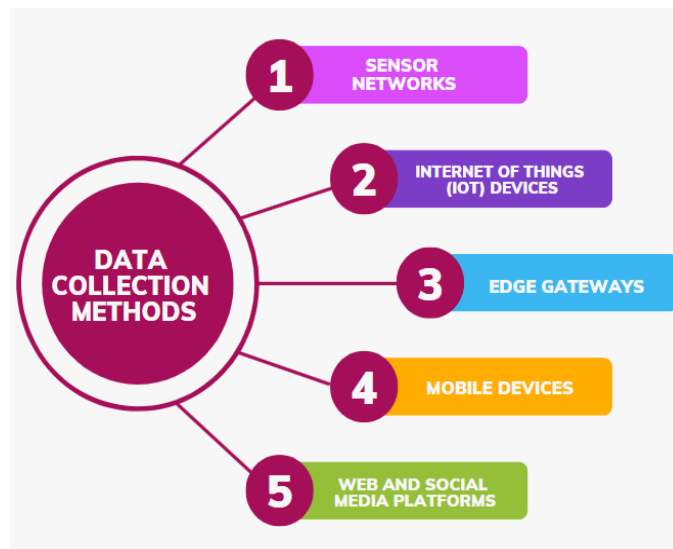 1
SENSOR
NETWORKS
2
INTERNET OF THINGS
(IOT) DEVICES
DATA
COLLECTION
METHODS
3
EDGE GATEWAYS
4
MOBILE DEVICES
5
WEB AND SOCIAL
MEDIA PLATFORMS